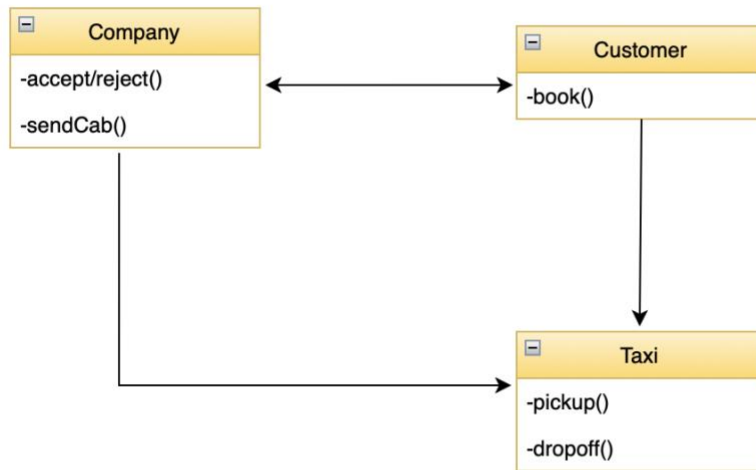 Company
-accept/reject()
-sendCab()
Customer
-book()
Taxi
-pickup()
-dropoff()